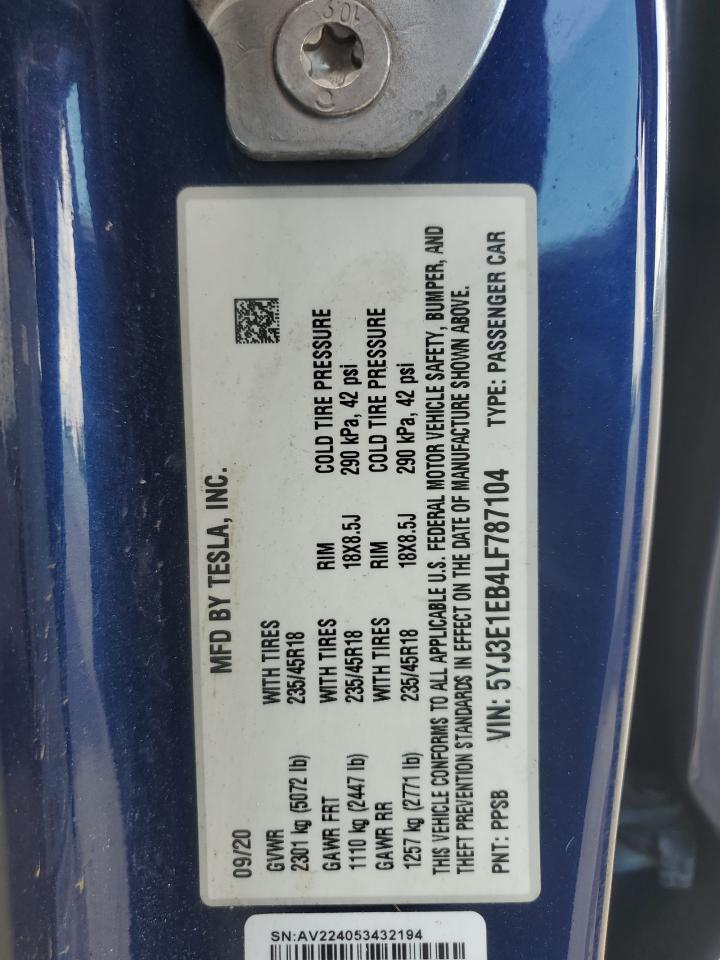 10.9
MFD BY TESLA, INC.
09/20
GVWR WITH TIRES
2301 kg (5072 lb) 235/45R18
GAWR FRT WITH TIRES RIM COLD TIRE PRESSURE
1110 kg (2447 lb) 235/45R18 18X8.5J 290 kPa, 42 psi
GAWR RR WITH TIRES RIM COLD TIRE PRESSURE
1257 kg (2771 lb) 235/45R18 18X8.5J 290 kPa, 42 psi
THIS VEHICLE CONFORMS TO ALL APPLICABLE U.S. FEDERAL MOTOR VEHICLE SAFETY, BUMPER, AND
THEFT PREVENTION STANDARDS IN EFFECT ON THE DATE OF MANUFACTURE SHOWN ABOVE.
PNT: PPSB VIN: 5YJ3E1EB4LF787104 TYPE: PASSENGER CAR
SN:AV224053432194